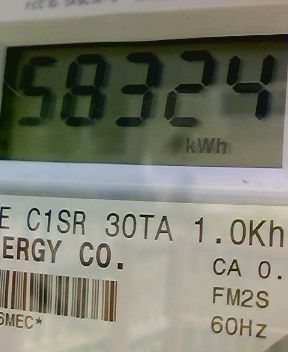 58324
kWh
E C1SR 30TA 1.0Kh
ERGY CO.
CA 0.
FM2S
6MEC*
60Hz